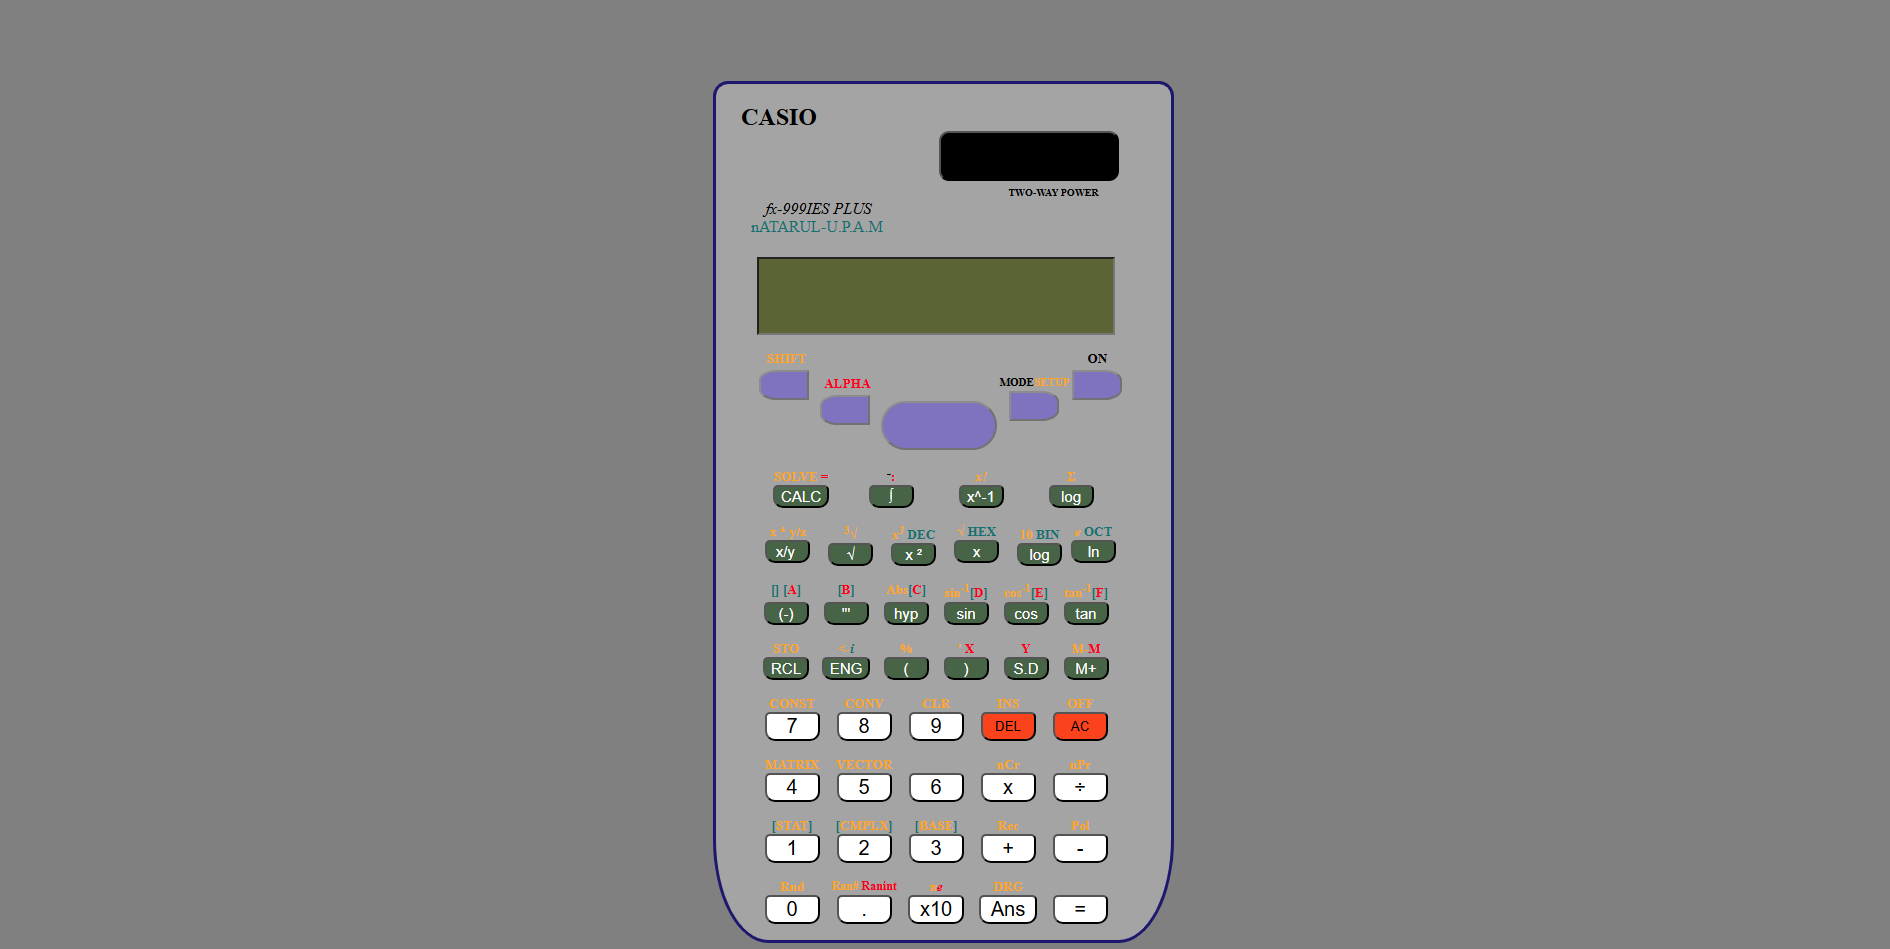 CASIO
TWO-WAY POWER
fx-999IES PLUS
nATARUL-U.P.A.M
SHIFT ON
ALPHA MODE SETUP
SOLVE = : x! Σ
CALC ∫ x^-1 log
x * y/z ³√ x³ DEC √ HEX 10 BIN OCT
x/y √ x ² x log ln
[] [A] [B] Abs[C] sin⁻¹[D] cos⁻¹[E] tan⁻¹[F]
(-) "' hyp sin cos tan
STO < i % ' X Y M- M
RCL ENG ( ) S.D M+
CONST CONV CLR INS OFF
7 8 9 DEL AC
MATRIX VECTOR nCr nPr
4 5 6 x ÷
[STAT] [CMPLX] [BASE] Rec Pol
1 2 3 + -
Rnd Ran# Ranint e DRG
0 . x10 Ans =